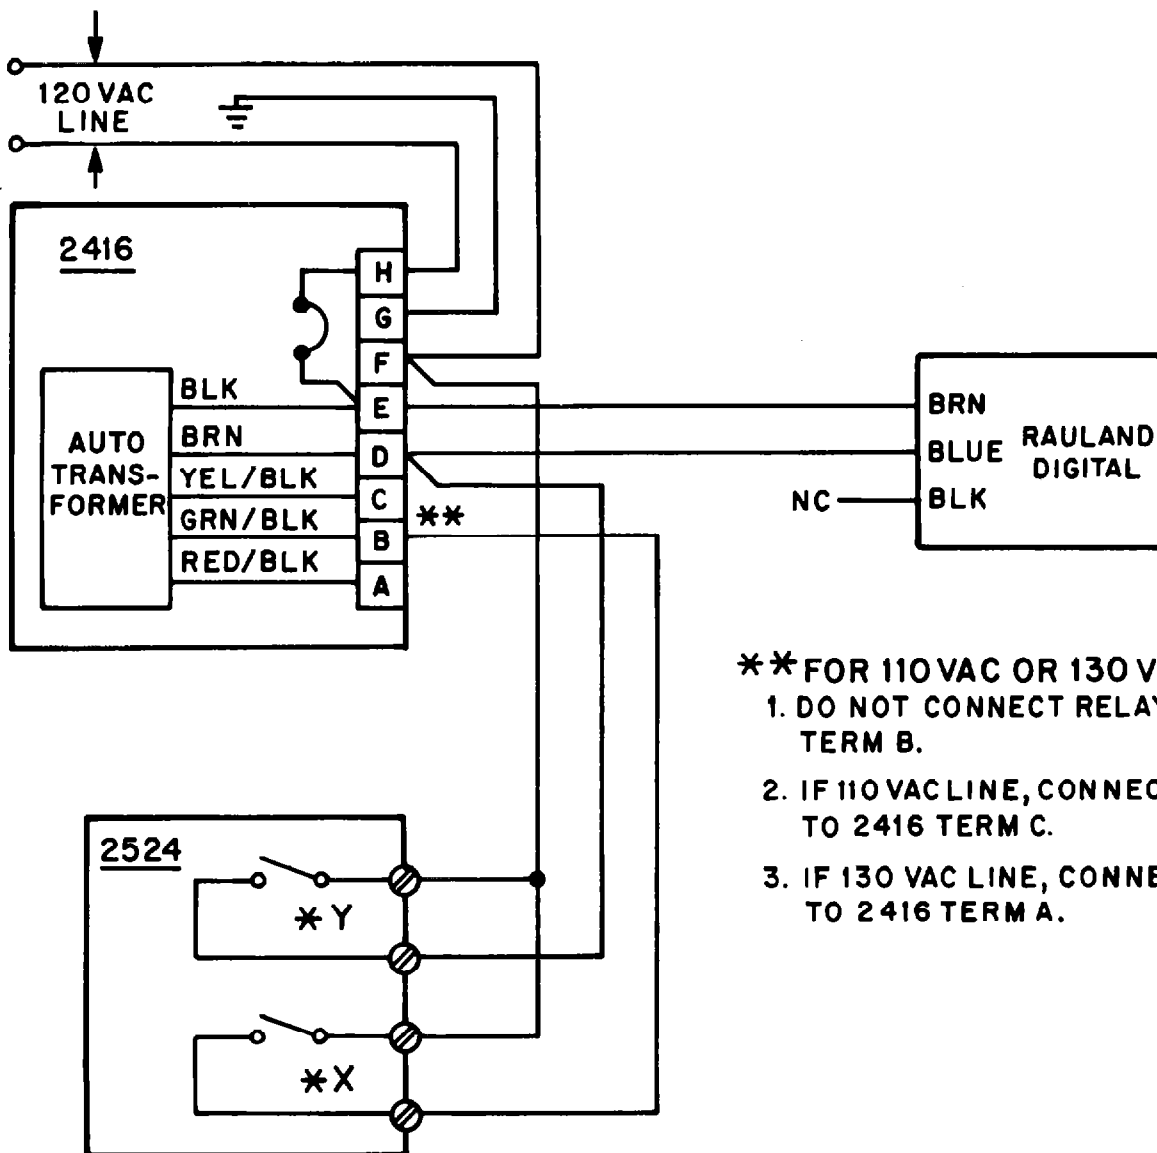 120 VAC
LINE
2416
H
G
F
E
D
C
B
A
BLK
BRN
YEL/BLK
GRN/BLK
RED/BLK
AUTO
TRANS-
FORMER
**
BRN
BLUE
BLK
NC
RAULAND
DIGITAL
** FOR 110 VAC OR 130 V
1. DO NOT CONNECT RELAY
TERM B.
2. IF 110 VAC LINE, CONNEC
TO 2416 TERM C.
3. IF 130 VAC LINE, CONNE
TO 2416 TERM A.
2524
* Y
* X